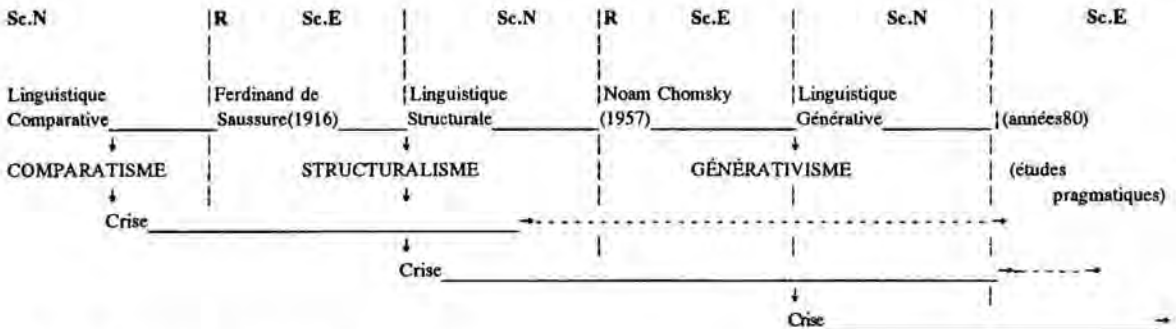 Sc.N R Sc.E Sc.N R Sc.E Sc.N Sc.E
Linguistique Ferdinand de Linguistique Noam Chomsky Linguistique
Comparative Saussure(1916) Structurale (1957) Générative (années80)
COMPARATISME STRUCTURALISME GÉNÉRATIVISME (études
pragmatiques)
Crise
Crise
Crise